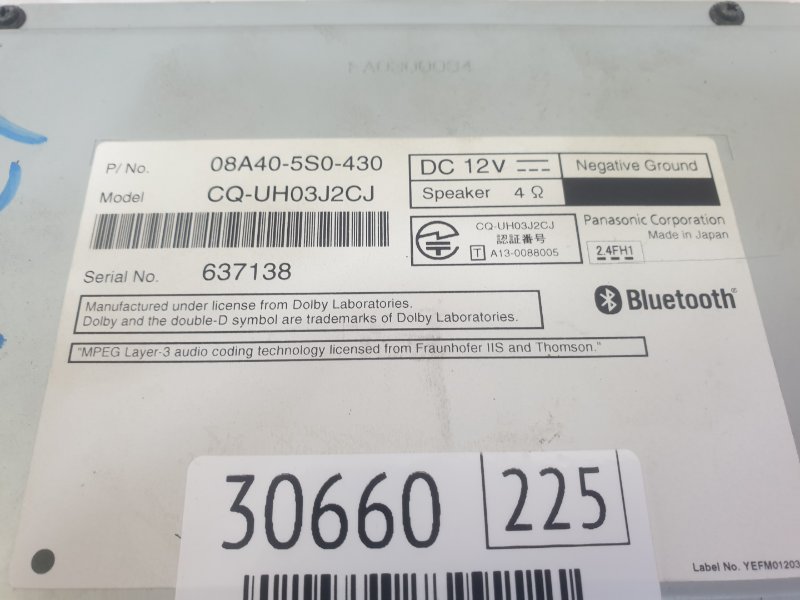 P/No. 08A40-5S0-430
Model CQ-UH03J2CJ
Serial No. 637138
DC 12V
Negative Ground
Speaker 4 Ω
CQ-UH03J2CJ
認証番号
T A13-0088005
Panasonic Corporation
Made in Japan
2.4FH1
Bluetooth®
Manufactured under license from Dolby Laboratories.
Dolby and the double-D symbol are trademarks of Dolby Laboratories.
"MPEG Layer-3 audio coding technology licensed from Fraunhofer IIS and Thomson."
30660 225
Label No. YEFM01203